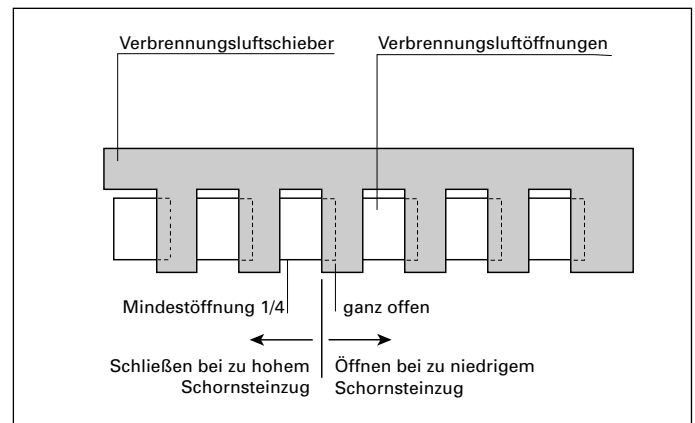 Verbrennungsluftschieber
Verbrennungsluftöffnungen
Mindestöffnung 1/4
ganz offen
Schließen bei zu hohem
Schornsteinzug
Öffnen bei zu niedrigem
Schornsteinzug